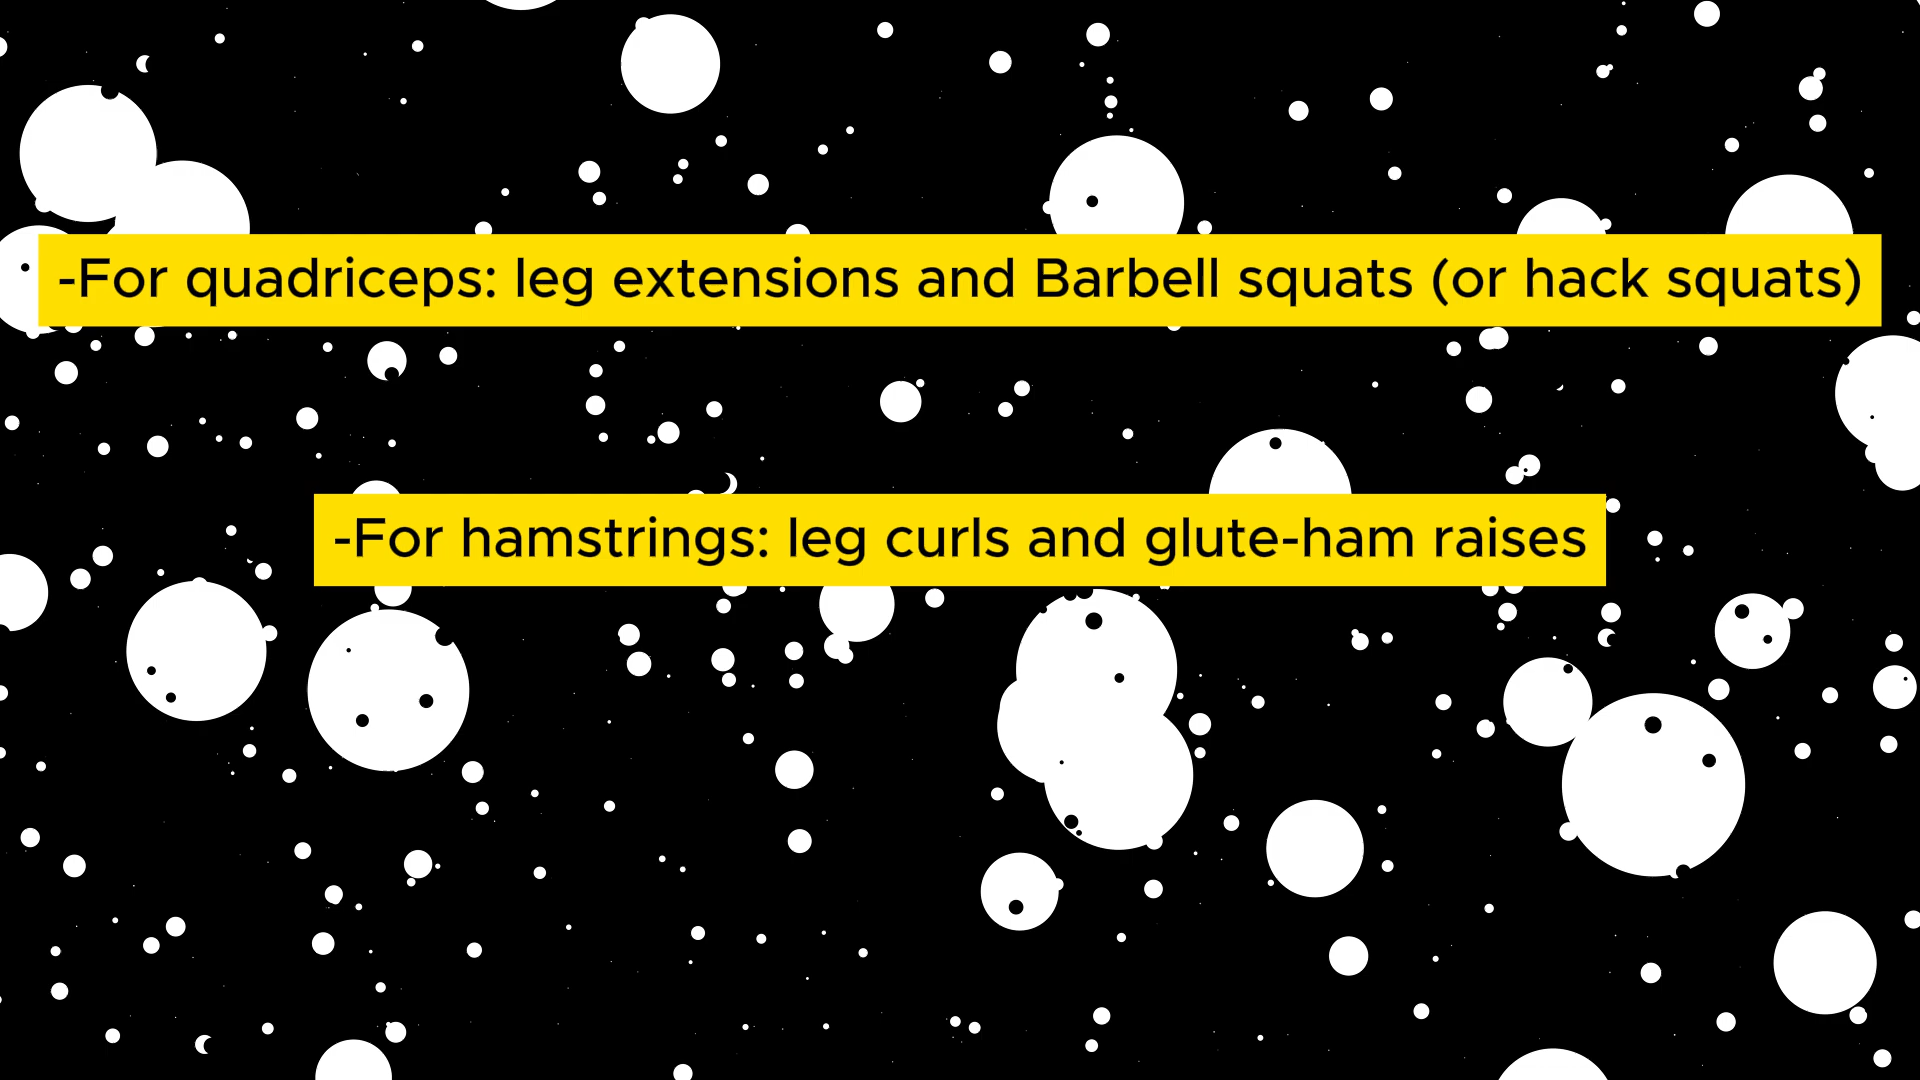 -For quadriceps: leg extensions and Barbell squats (or hack squats)
-For hamstrings: leg curls and glute-ham raises